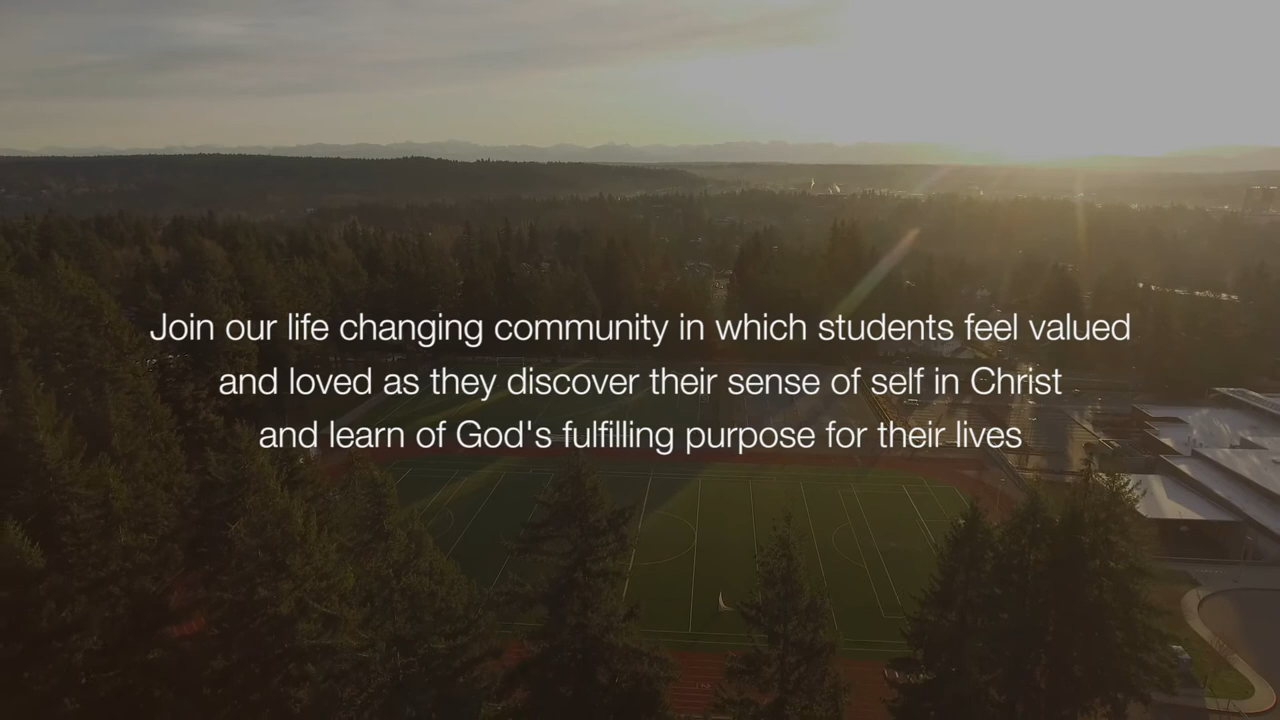 Join our life changing community in which students feel valued
and loved as they discover their sense of self in Christ
and learn of God's fulfilling purpose for their lives